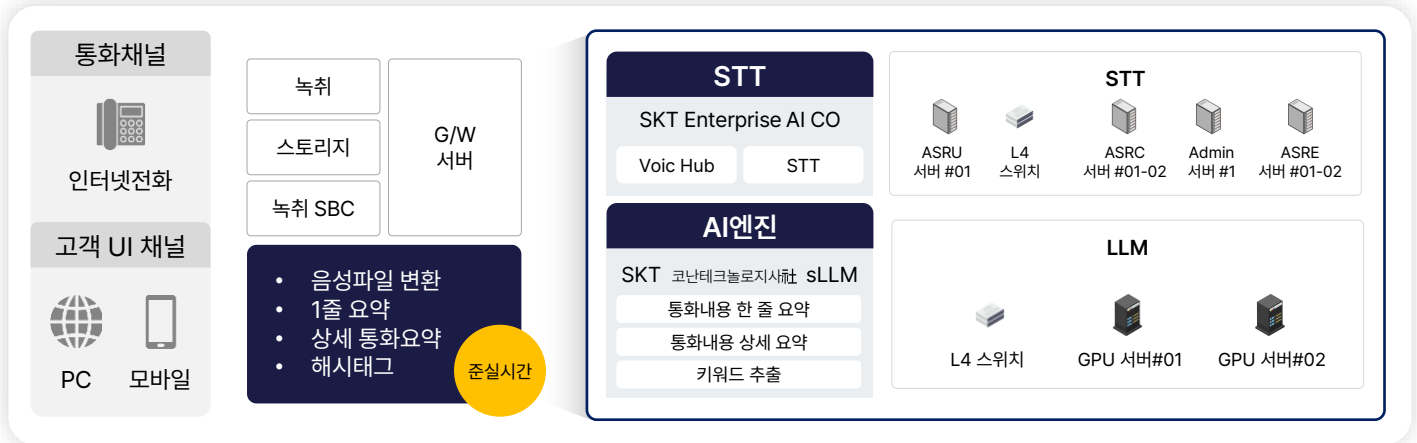 통화채널
인터넷전화
고객 UI 채널
PC
모바일
녹취
스토리지
녹취 SBC
G/W
서버
• 음성파일 변환
• 1줄 요약
• 상세 통화요약
• 해시태그
준실시간
STT
SKT Enterprise AI CO
Voic Hub
STT
AI엔진
SKT 코난테크놀로지사社 sLLM
통화내용 한 줄 요약
통화내용 상세 요약
키워드 추출
STT
ASRU
서버 #01
L4
스위치
ASRC
서버 #01-02
Admin
서버 #1
ASRE
서버 #01-02
LLM
L4 스위치
GPU 서버#01
GPU 서버#02